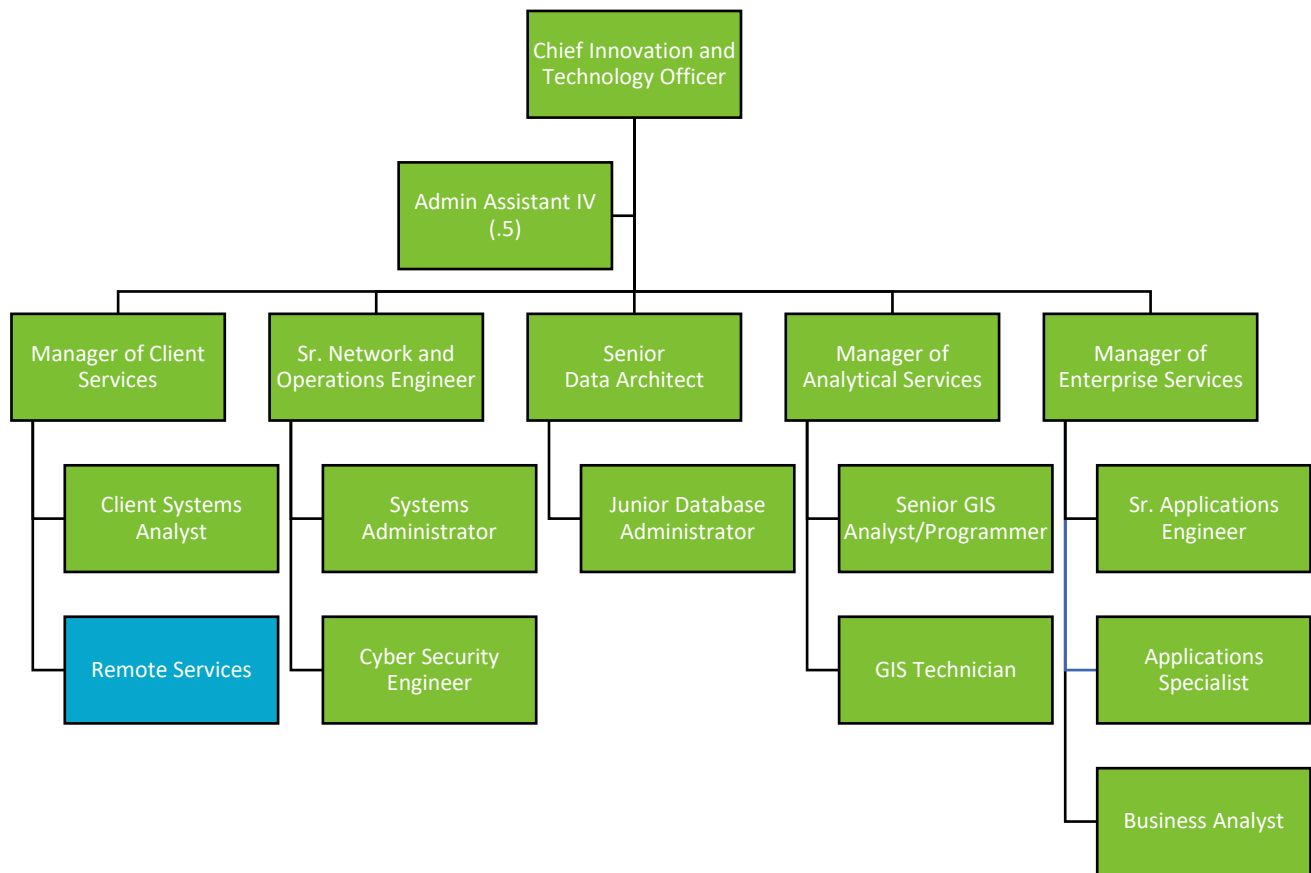 Chief Innovation and
Technology Officer
Admin Assistant IV
(.5)
Manager of Client
Services
Sr. Network and
Operations Engineer
Senior
Data Architect
Manager of
Analytical Services
Manager of
Enterprise Services
Client Systems
Analyst
Systems
Administrator
Junior Database
Administrator
Senior GIS
Analyst/Programmer
Sr. Applications
Engineer
Remote Services
Cyber Security
Engineer
GIS Technician
Applications
Specialist
Business Analyst